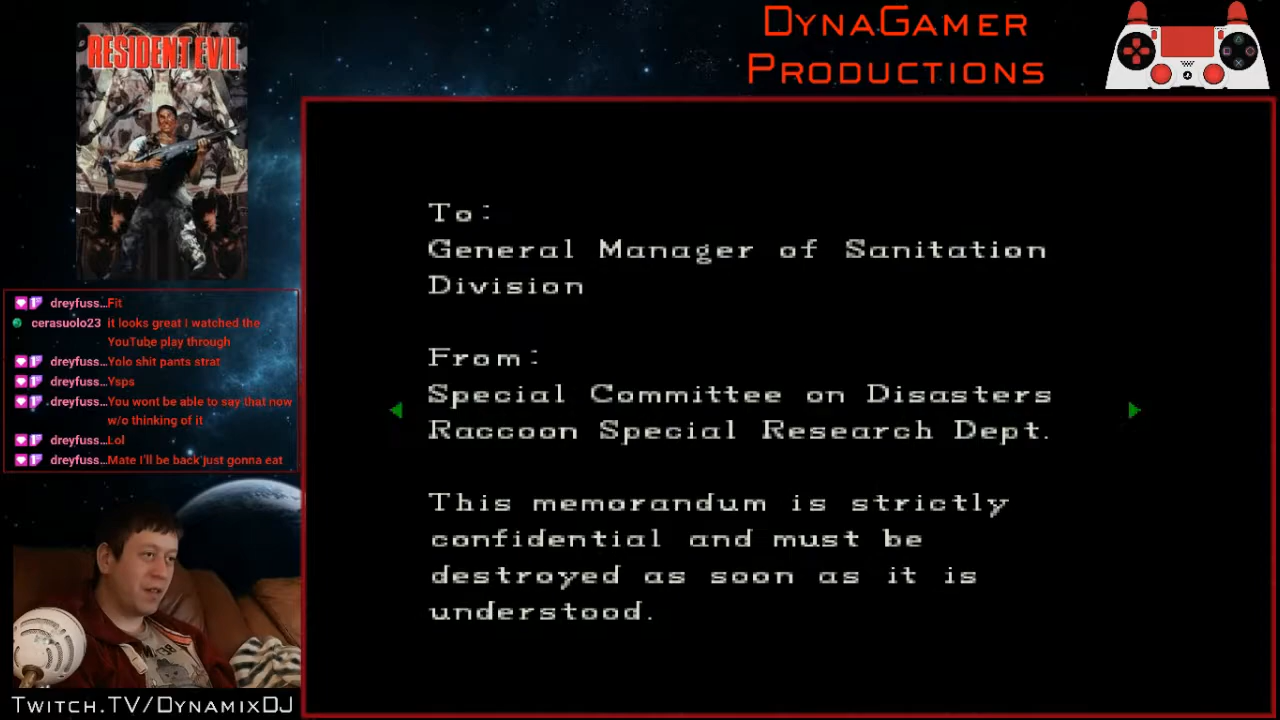 DynaGamer
Productions
RESIDENT EVIL
dreyfuss...Fit
cerasuolo23 it looks great I watched the
YouTube play through
dreyfuss...Yolo shit pants strat
dreyfuss...Ysps
dreyfuss...You wont be able to say that now
w/o thinking of it
dreyfuss...Lol
dreyfuss...Mate I'll be back just gonna eat
Twitch.TV/DynamixDJ
To:
General Manager of Sanitation
Division
From:
Special Committee on Disasters
Raccoon Special Research Dept.
This memorandum is strictly
confidential and must be
destroyed as soon as it is
understood.